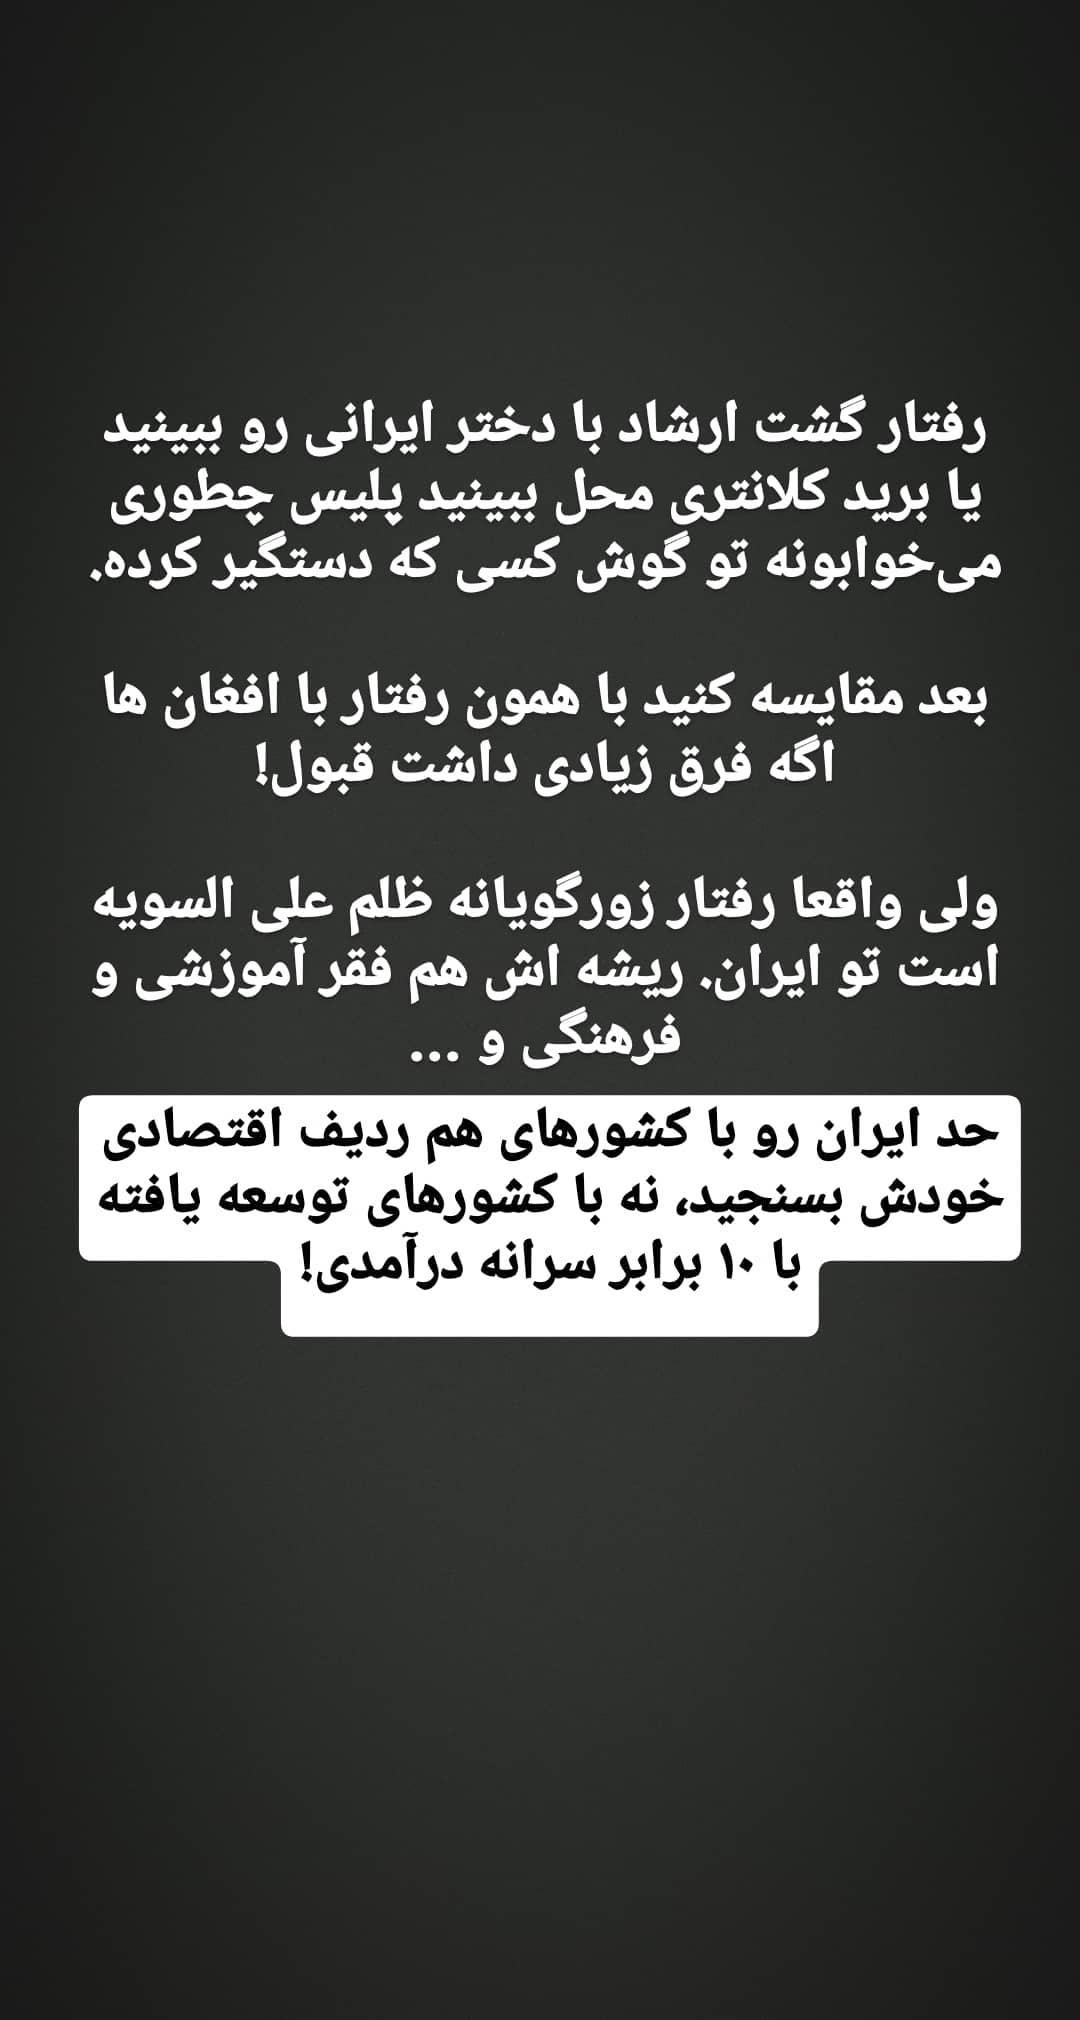 رفتار گشت ارشاد با دختر ایرانی رو ببینید
یا برید کلانتری محل ببینید پلیس چطوری
می‌خوابونه تو گوش کسی که دستگیر کرده.
بعد مقایسه کنید با همون رفتار با افغان ها
اگه فرق زیادی داشت قبول!
ولی واقعا رفتار زورگویانه ظلم علی السویه
است تو ایران. ریشه اش هم فقر آموزشی و
فرهنگی و ...
حد ایران رو با کشورهای هم ردیف اقتصادی
خودش بسنجید، نه با کشورهای توسعه یافته
با ۱۰ برابر سرانه درآمدی!